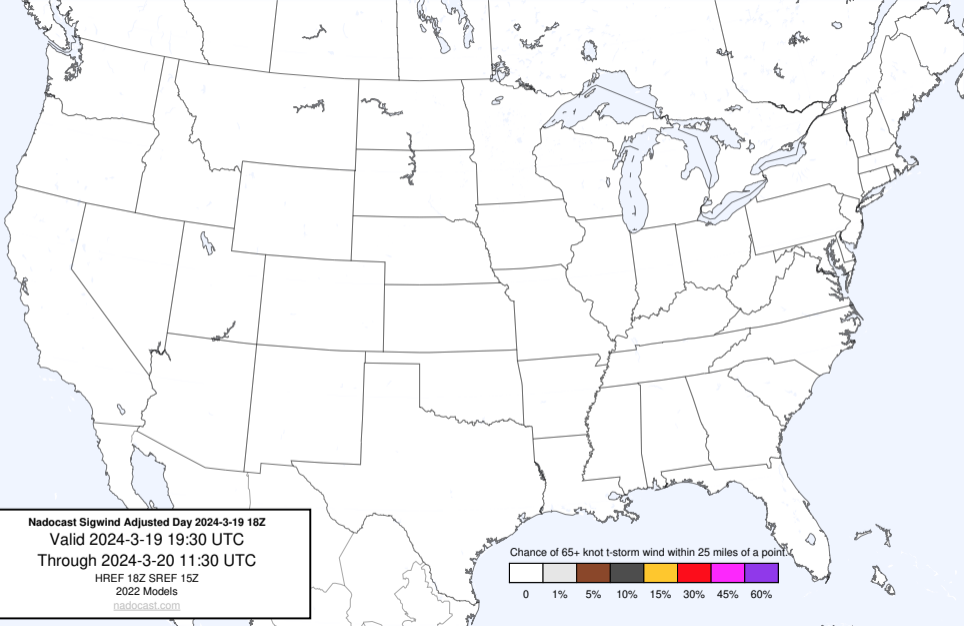 Nadocast Sigwind Adjusted Day 2024-3-19 18Z
Valid 2024-3-19 19:30 UTC
Through 2024-3-20 11:30 UTC
HREF 18Z SREF 15Z
2022 Models
nadocast.com
Chance of 65+ knot t-storm wind within 25 miles of a point.
0 1% 5% 10% 15% 30% 45% 60%